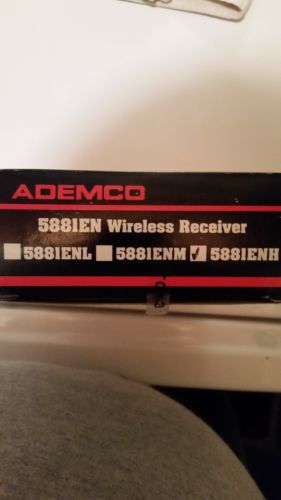 ADEMCO
5881EN Wireless Receiver
5881ENL 5881ENM 5881ENH